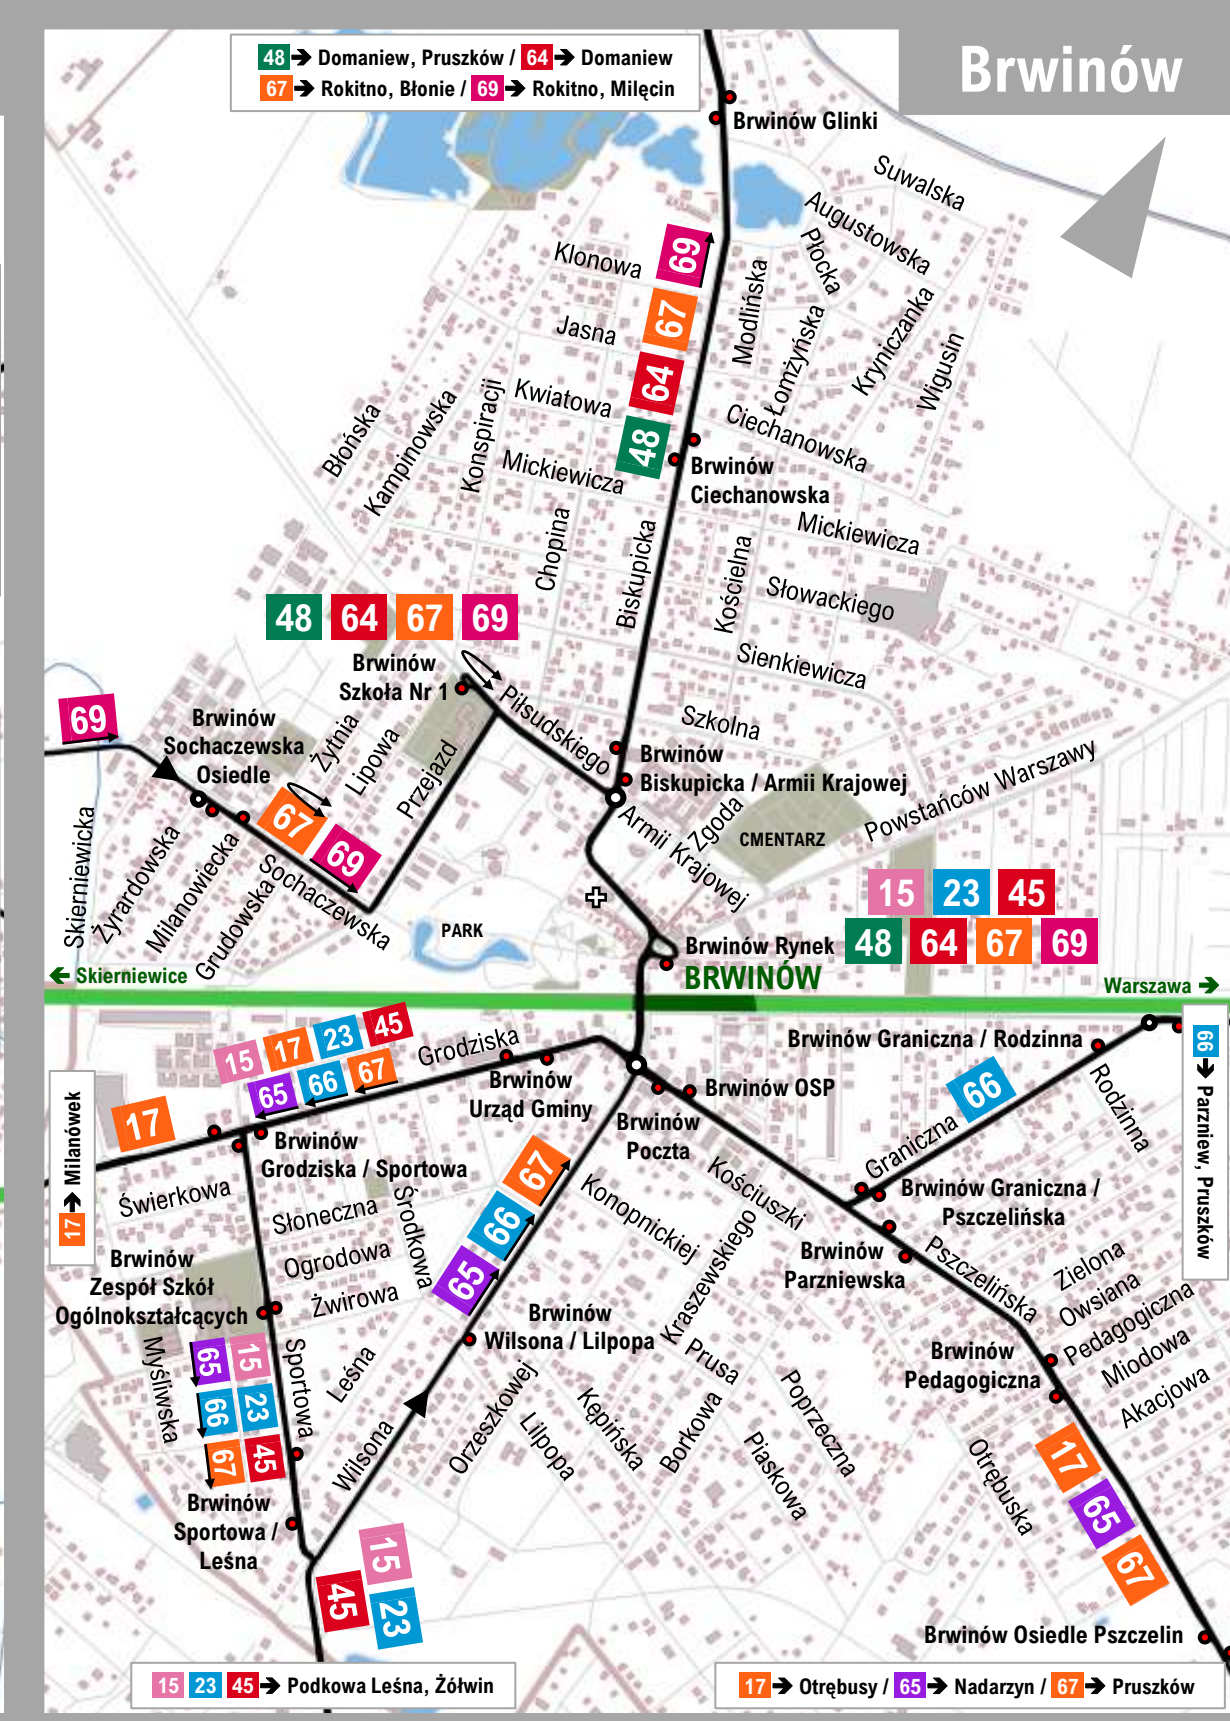 Brwinów
48 → Domaniew, Pruszków / 64 → Domaniew
67 → Rokitno, Błonie / 69 → Rokitno, Milęcin
Brwinów Glinki
Suwalska
Augustowska
Płocka
Klonowa
69
Modlińska
Jasna
67
Łomżyńska
Kryniczanka
Wigusin
Kwiatowa
64
Błońska
Kampinowska
Konspiracji
48
Ciechanowska
Mickiewicza
Brwinów
Ciechanowska
Chopina
Biskupicka
Kościelna
Mickiewicza
Słowackiego
48 64 67 69
Brwinów
Szkoła Nr 1
Sienkiewicza
Piłsudskiego
Szkolna
69
Brwinów
Sochaczewska
Osiedle
Żytnia
Lipowa
Przejazd
Brwinów
Biskupicka / Armii Krajowej
Powstańców Warszawy
Zgoda
CMENTARZ
Armii Krajowej
67
69
Skierniewicka
Żyrardowska
Milanowiecka
Grudowska
Sochaczewska
PARK
15 23 45
Brwinów Rynek 48 64 67 69
BRWINÓW
← Skierniewice
Warszawa →
15 17 23 45
65 66 67
Grodziska
Brwinów
Urząd Gminy
Brwinów Graniczna / Rodzinna
66 → Parzniew, Pruszków
17 → Milanówek
17
Brwinów OSP
Brwinów
Poczta
66
Rodzinna
Graniczna
Brwinów
Grodziska / Sportowa
Świerkowa
Słoneczna
Środkowa
Ogrodowa
Żwirowa
67
66
65
Konopnickiej
Kościuszki
Kraszewskiego
Brwinów Graniczna /
Pszczelińska
Brwinów
Parzniewska
Pszczelińska
Zielona
Owsiana
Pedagogiczna
Miodowa
Akacjowa
Brwinów
Zespół Szkół
Ogólnokształcących
Brwinów
Wilsona / Lilpopa
Brwinów
Pedagogiczna
Myśliwska
65 15
66 23
67 45
Sportowa
Leśna
Wilsona
Orzeszkowej
Lilpopa
Kępińska
Prusa
Borkowa
Poprzeczna
Piaskowa
Otrębuska
17
65
67
Brwinów
Sportowa /
Leśna
15
45
23
Brwinów Osiedle Pszczelin
15 23 45 → Podkowa Leśna, Żółwin
17 → Otrębusy / 65 → Nadarzyn / 67 → Pruszków